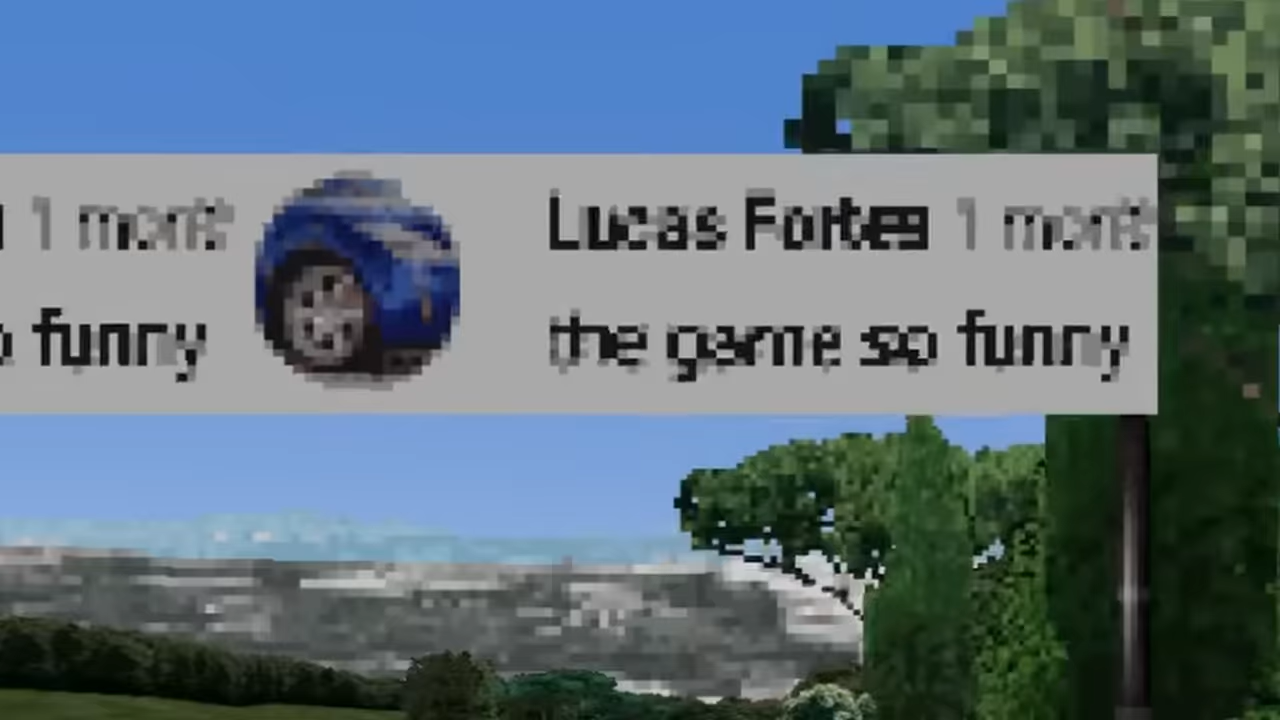 1 mont
funny
Lucas Fortes 1 mont
the game so funny